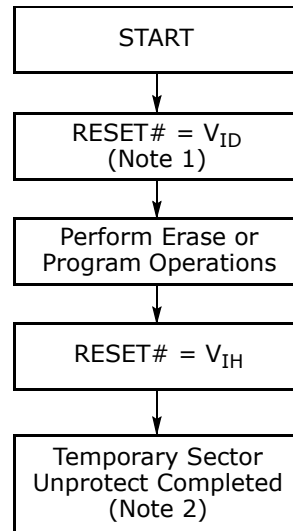 START
RESET# = V_ID
(Note 1)
Perform Erase or
Program Operations
RESET# = V_IH
Temporary Sector
Unprotect Completed
(Note 2)